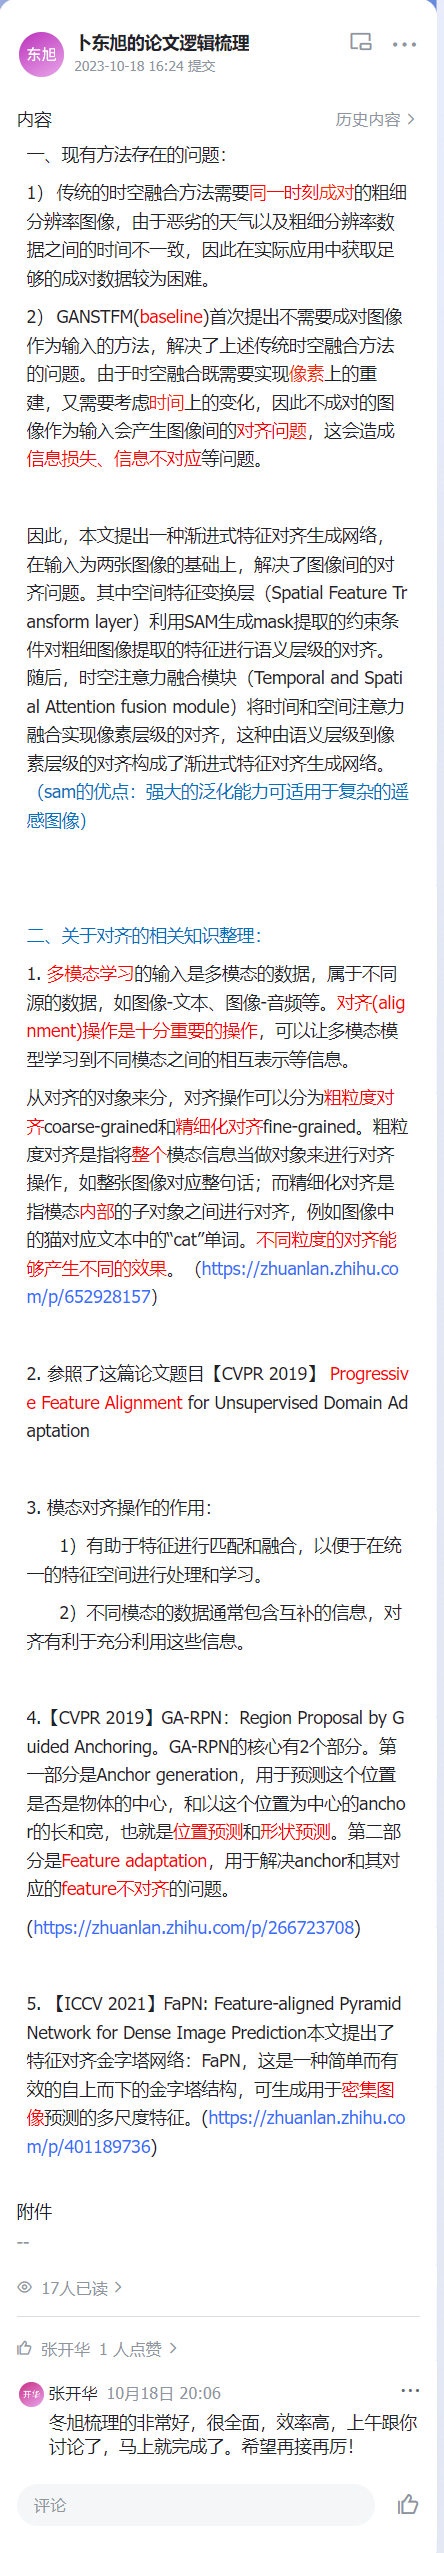 东旭
卜东旭的论文逻辑梳理
2023-10-18 16:24 提交
内容
历史内容
一、现有方法存在的问题：
1） 传统的时空融合方法需要同一时刻成对的粗细
分辨率图像，由于恶劣的天气以及粗细分辨率数
据之间的时间不一致，因此在实际应用中获取足
够的成对数据较为困难。
2） GANSTFM(baseline)首次提出不需要成对图像
作为输入的方法，解决了上述传统时空融合方法
的问题。由于时空融合既需要实现像素上的重
建，又需要考虑时间上的变化，因此不成对的图
像作为输入会产生图像间的对齐问题，这会造成
信息损失、信息不对应等问题。
因此，本文提出一种渐进式特征对齐生成网络，
在输入为两张图像的基础上，解决了图像间的对
齐问题。其中空间特征变换层（Spatial Feature Tr
ansform layer）利用SAM生成mask提取的约束条
件对粗细图像提取的特征进行语义层级的对齐。
随后，时空注意力融合模块（Temporal and Spati
al Attention fusion module）将时间和空间注意力
融合实现像素层级的对齐，这种由语义层级到像
素层级的对齐构成了渐进式特征对齐生成网络。
（sam的优点：强大的泛化能力可适用于复杂的遥
感图像）
二、关于对齐的相关知识整理：
1. 多模态学习的输入是多模态的数据，属于不同
源的数据，如图像-文本、图像-音频等。对齐(alig
nment)操作是十分重要的操作，可以让多模态模
型学习到不同模态之间的相互表示等信息。
从对齐的对象来分，对齐操作可以分为粗粒度对
齐coarse-grained和精细化对齐fine-grained。粗粒
度对齐是指将整个模态信息当做对象来进行对齐
操作，如整张图像对应整句话；而精细化对齐是
指模态内部的子对象之间进行对齐，例如图像中
的猫对应文本中的“cat”单词。不同粒度的对齐能
够产生不同的效果。（https://zhuanlan.zhihu.co
m/p/652928157）
2. 参照了这篇论文题目【CVPR 2019】 Progressiv
e Feature Alignment for Unsupervised Domain Ad
aptation
3. 模态对齐操作的作用：
1）有助于特征进行匹配和融合，以便于在统
一的特征空间进行处理和学习。
2）不同模态的数据通常包含互补的信息，对
齐有利于充分利用这些信息。
4.【CVPR 2019】GA-RPN：Region Proposal by G
uided Anchoring。GA-RPN的核心有2个部分。第
一部分是Anchor generation，用于预测这个位置
是否是物体的中心，和以这个位置为中心的ancho
r的长和宽，也就是位置预测和形状预测。第二部
分是Feature adaptation，用于解决anchor和其对
应的feature不对齐的问题。
(https://zhuanlan.zhihu.com/p/266723708)
5. 【ICCV 2021】FaPN: Feature-aligned Pyramid
Network for Dense Image Prediction本文提出了
特征对齐金字塔网络：FaPN，这是一种简单而有
效的自上而下的金字塔结构，可生成用于密集图
像预测的多尺度特征。(https://zhuanlan.zhihu.co
m/p/401189736)
附件
--
17人已读
张开华 1 人点赞
开华
张开华 10月18日 20:06
冬旭梳理的非常好，很全面，效率高，上午跟你
讨论了，马上就完成了。希望再接再厉！
评论